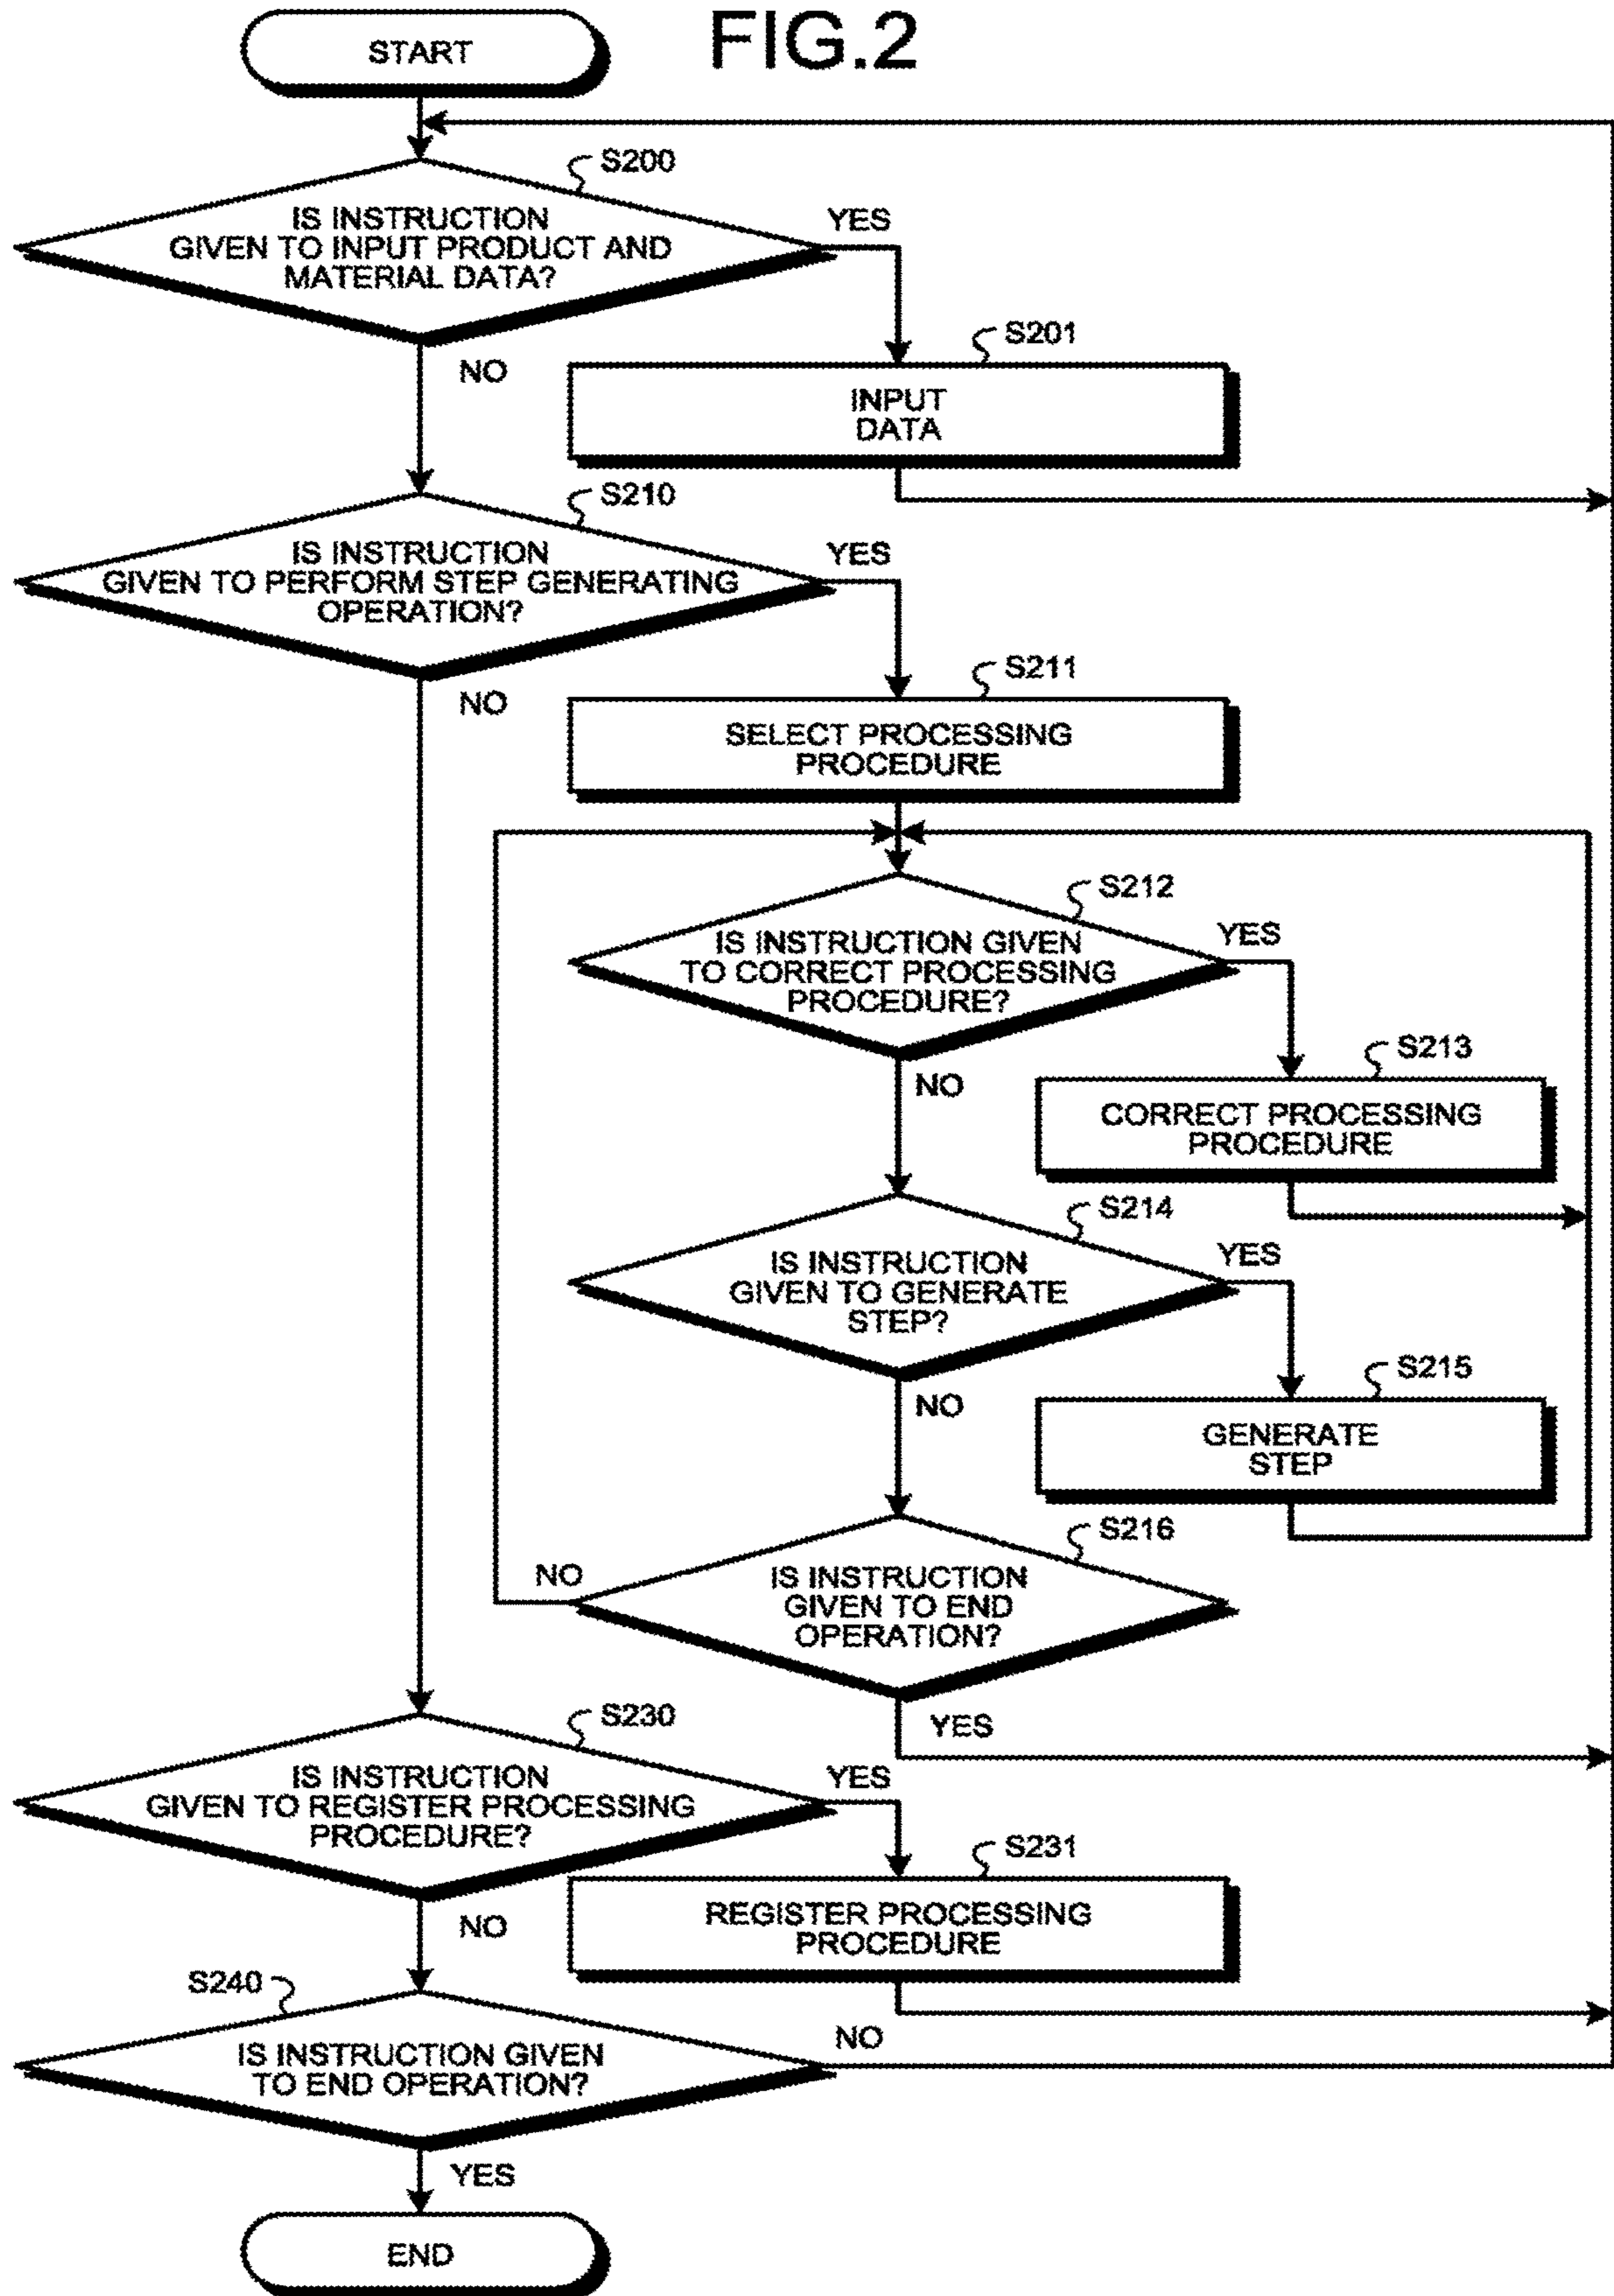 FIG.2
START
S200
IS INSTRUCTION
GIVEN TO INPUT PRODUCT AND
MATERIAL DATA?
YES
NO
S201
INPUT
DATA
S210
IS INSTRUCTION
GIVEN TO PERFORM STEP GENERATING
OPERATION?
YES
NO
S211
SELECT PROCESSING
PROCEDURE
S212
IS INSTRUCTION GIVEN
TO CORRECT PROCESSING
PROCEDURE?
YES
NO
S213
CORRECT PROCESSING
PROCEDURE
S214
IS INSTRUCTION
GIVEN TO GENERATE
STEP?
YES
NO
S215
GENERATE
STEP
S216
IS INSTRUCTION
GIVEN TO END
OPERATION?
NO
YES
S230
IS INSTRUCTION
GIVEN TO REGISTER PROCESSING
PROCEDURE?
YES
NO
S231
REGISTER PROCESSING
PROCEDURE
S240
IS INSTRUCTION GIVEN
TO END OPERATION?
NO
YES
END